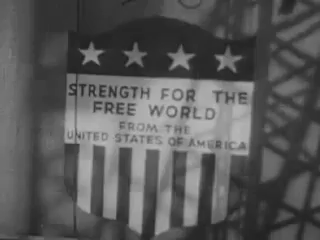 STRENGTH FOR THE
FREE WORLD
FROM THE
UNITED STATES OF AMERICA